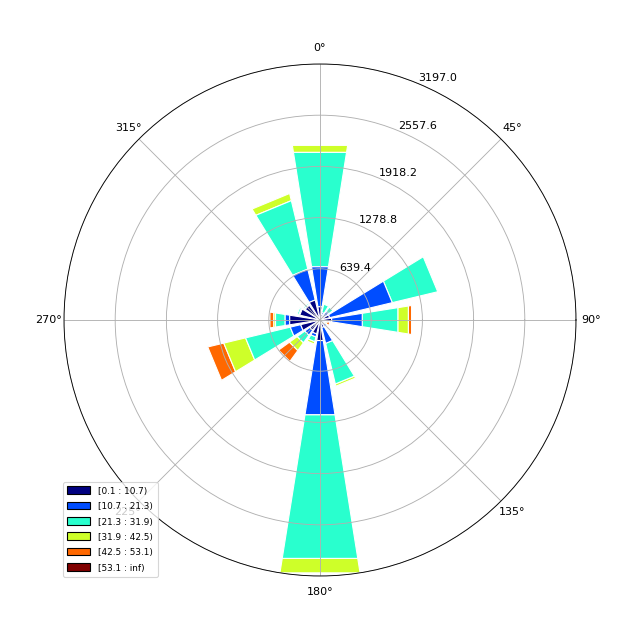 0°
3197.0
2557.6
315°
45°
1918.2
1278.8
639.4
270°
90°
[0.1 : 10.7)
[10.7 : 21.3)
[21.3 : 31.9)
225°
135°
[31.9 : 42.5)
[42.5 : 53.1)
[53.1 : inf)
180°